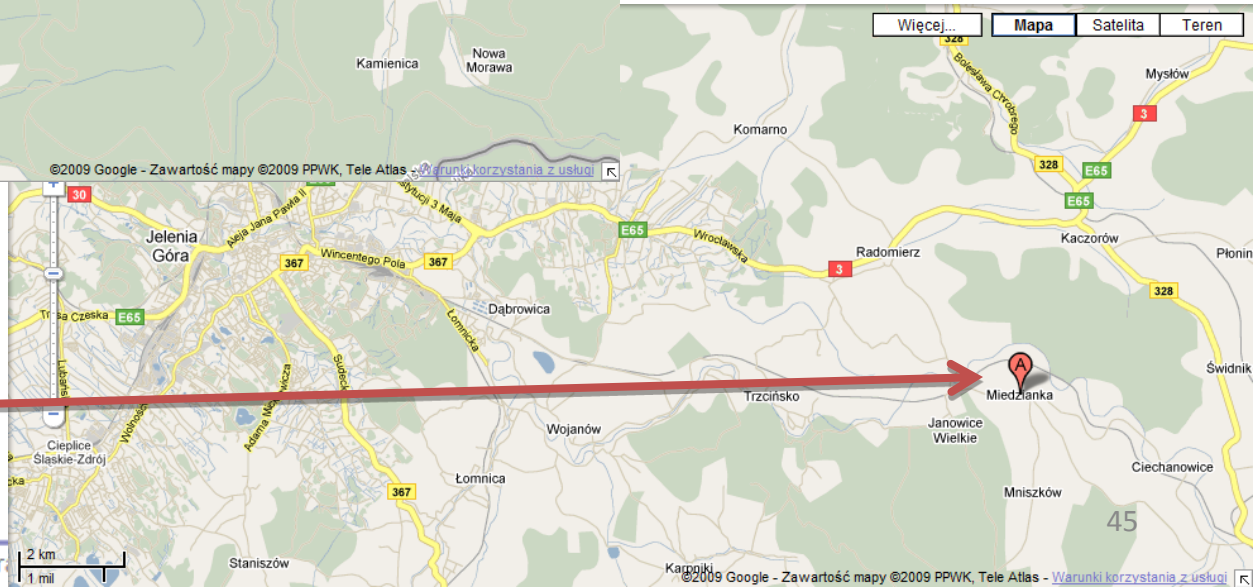 Więcej...
Mapa
Satelita
Teren
328
Bolesława Chrobrego
Mysłów
3
Kamienica
Nowa
Morawa
Komarno
328
E65
©2009 Google - Zawartość mapy ©2009 PPWK, Tele Atlas - Warunki korzystania z usługi
30
Aleja Jana Pawła II
3 Maja
E65
Jelenia
Góra
E65
Wrocławska
Kaczorów
367
Wincentego Pola
367
3
Radomierz
Płonin
328
Trasa Czeska
E65
Dąbrowica
Łomnicka
Sudecka
A
Świdnik
Wolności
Adama Mickiewicza
Trzcińsko
Miedzianka
Janowice
Wielkie
Wojanów
Cieplice
Śląskie-Zdrój
Ciechanowice
Łomnica
367
Mniszków
45
2 km
1 mil
Staniszów
Karpniki
©2009 Google - Zawartość mapy ©2009 PPWK, Tele Atlas - Warunki korzystania z usługi